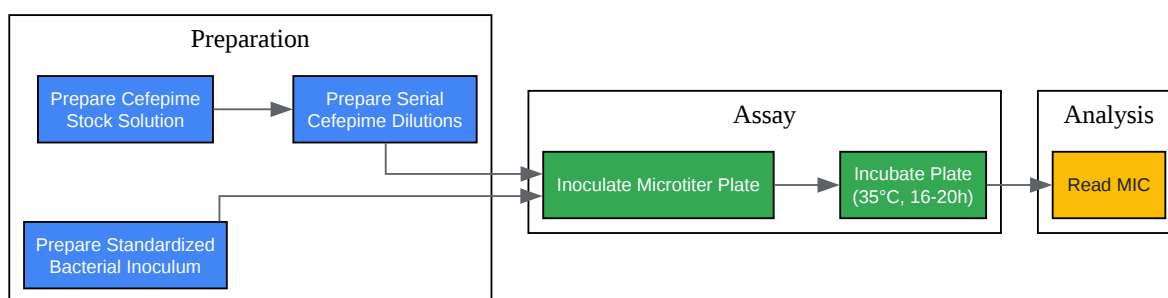 Preparation
Prepare Cefepime
Stock Solution
Prepare Serial
Cefepime Dilutions
Prepare Standardized
Bacterial Inoculum
Assay
Inoculate Microtiter Plate
Incubate Plate
(35°C, 16-20h)
Analysis
Read MIC